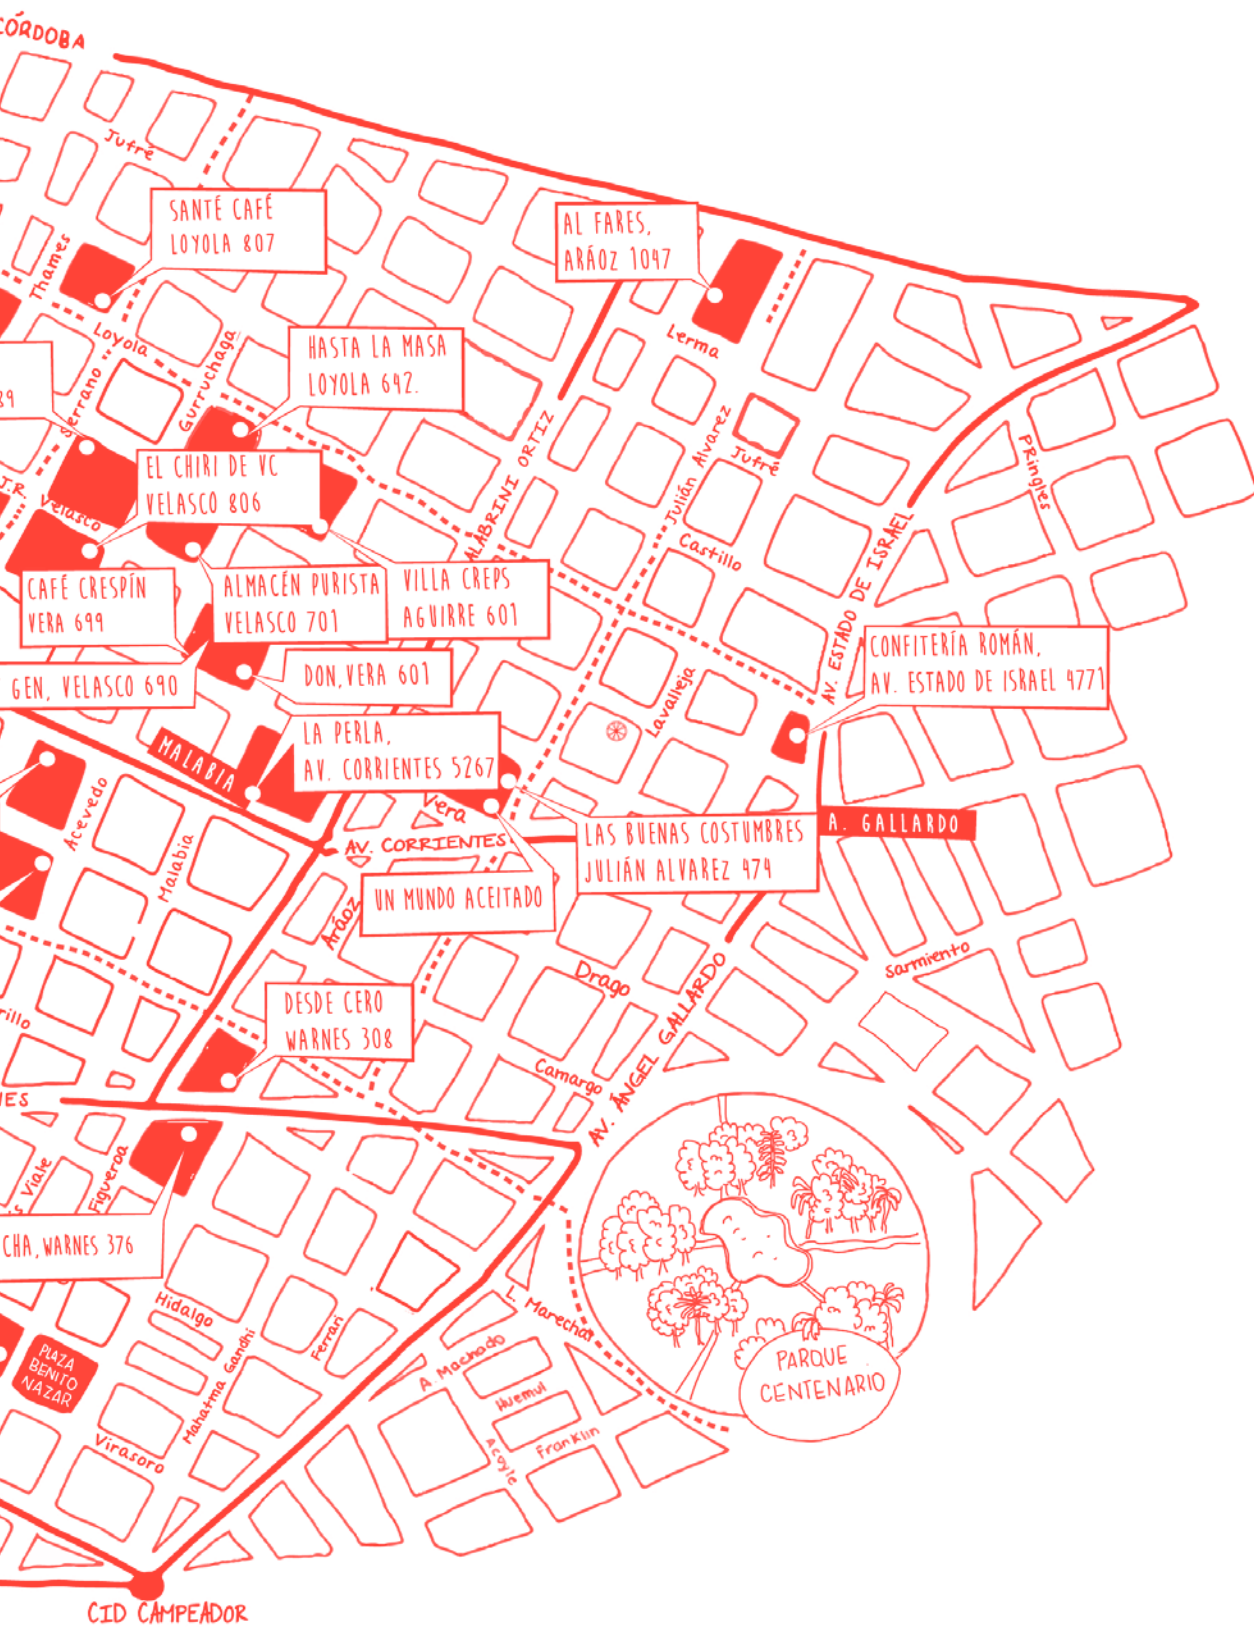 CÓRDOBA
Jufré
SANTÉ CAFÉ
LOYOLA 807
AL FARES,
ARÁOZ 1047
Thames
Loyola
Lerma
Gurruchaga
HASTA LA MASA
LOYOLA 642.
89
Serrano
Julián Alvarez
Jufré
ALABRINI ORTIZ
PRingles
EL CHIRI DE VC
VELASCO 806
J.R. Velasco
Castillo
AV. ESTADO DE ISRAEL
CAFÉ CRESPÍN
VERA 699
ALMACÉN PURISTA
VELASCO 701
VILLA CREPS
AGUIRRE 601
CONFITERÍA ROMÁN,
AV. ESTADO DE ISRAEL 4771
GEN, VELASCO 690
DON, VERA 601
Lavalleja
LA PERLA,
AV. CORRIENTES 5267
MALABIA
Acevedo
Malabia
Vera
AV. CORRIENTES
LAS BUENAS COSTUMBRES
JULIÁN ALVAREZ 474
A. GALLARDO
UN MUNDO ACEITADO
Aráoz
Drago
Sarmiento
DESDE CERO
WARNES 308
rillo
Camargo
AV. ÁNGEL GALLARDO
NES
s Viale
Figueroa
CHA, WARNES 376
Hidalgo
L. Marechal
PLAZA
BENITO
NAZAR
Mahatma Gandhi
Ferrari
A. Machado
Huemul
PARQUE
CENTENARIO
Virasoro
Acoyte
Franklin
CID CAMPEADOR